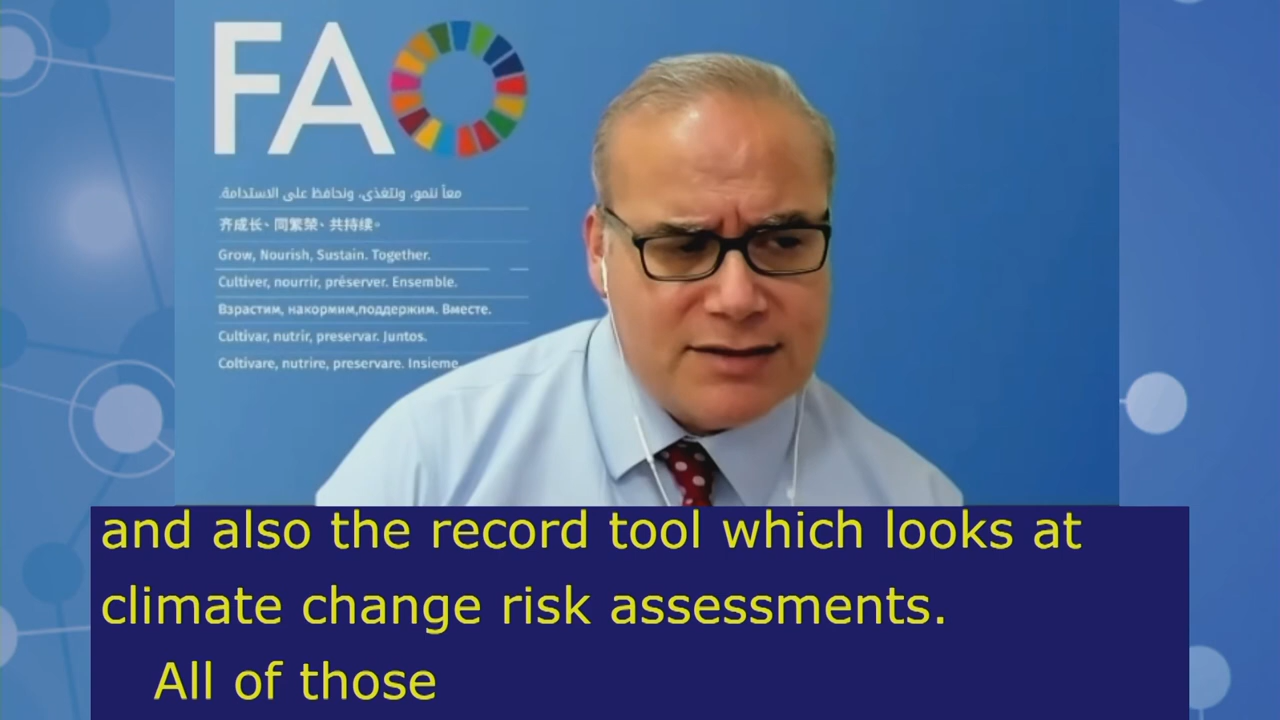 FAO
معاً ننمو، ونتغذى، ونحافظ على الاستدامة.
齐成长、同繁荣、共持续。
Grow, Nourish, Sustain. Together.
Cultiver, nourrir, préserver. Ensemble.
Взрастим, накормим,поддержим. Вместе.
Cultivar, nutrir, preservar. Juntos.
Coltivare, nutrire, preservare. Insieme.
and also the record tool which looks at
climate change risk assessments.
All of those